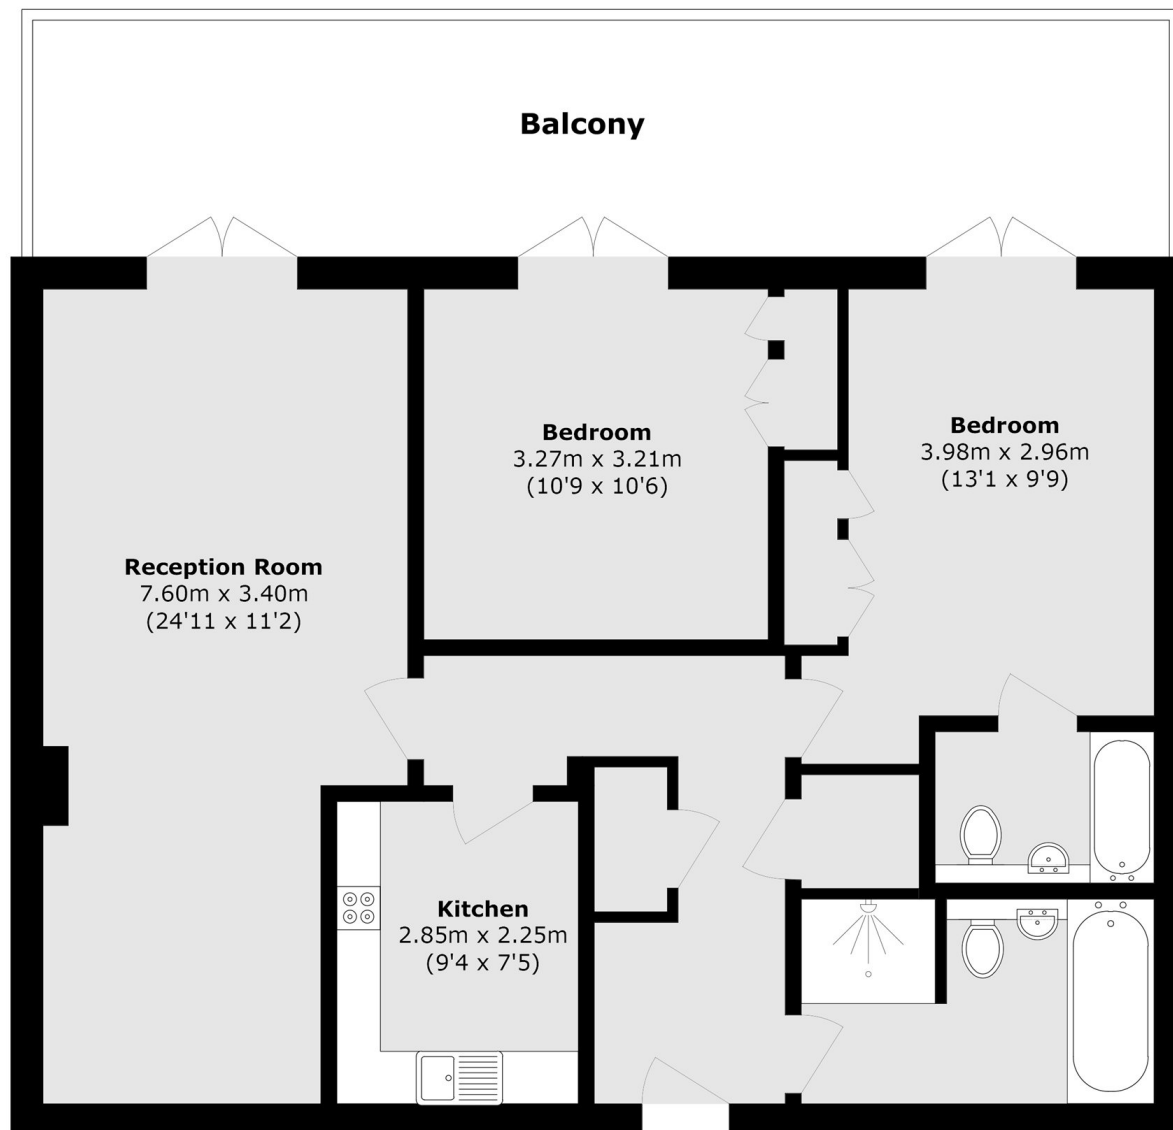 Balcony
Bedroom
3.27m x 3.21m
(10'9 x 10'6)
Bedroom
3.98m x 2.96m
(13'1 x 9'9)
Reception Room
7.60m x 3.40m
(24'11 x 11'2)
Kitchen
2.85m x 2.25m
(9'4 x 7'5)